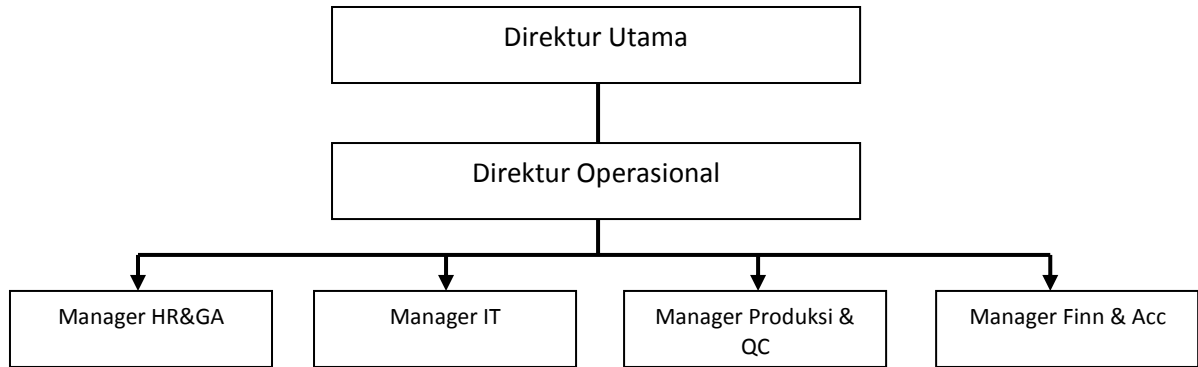 Direktur Utama
Direktur Operasional
Manager HR&GA
Manager IT
Manager Produksi &
QC
Manager Finn & Acc